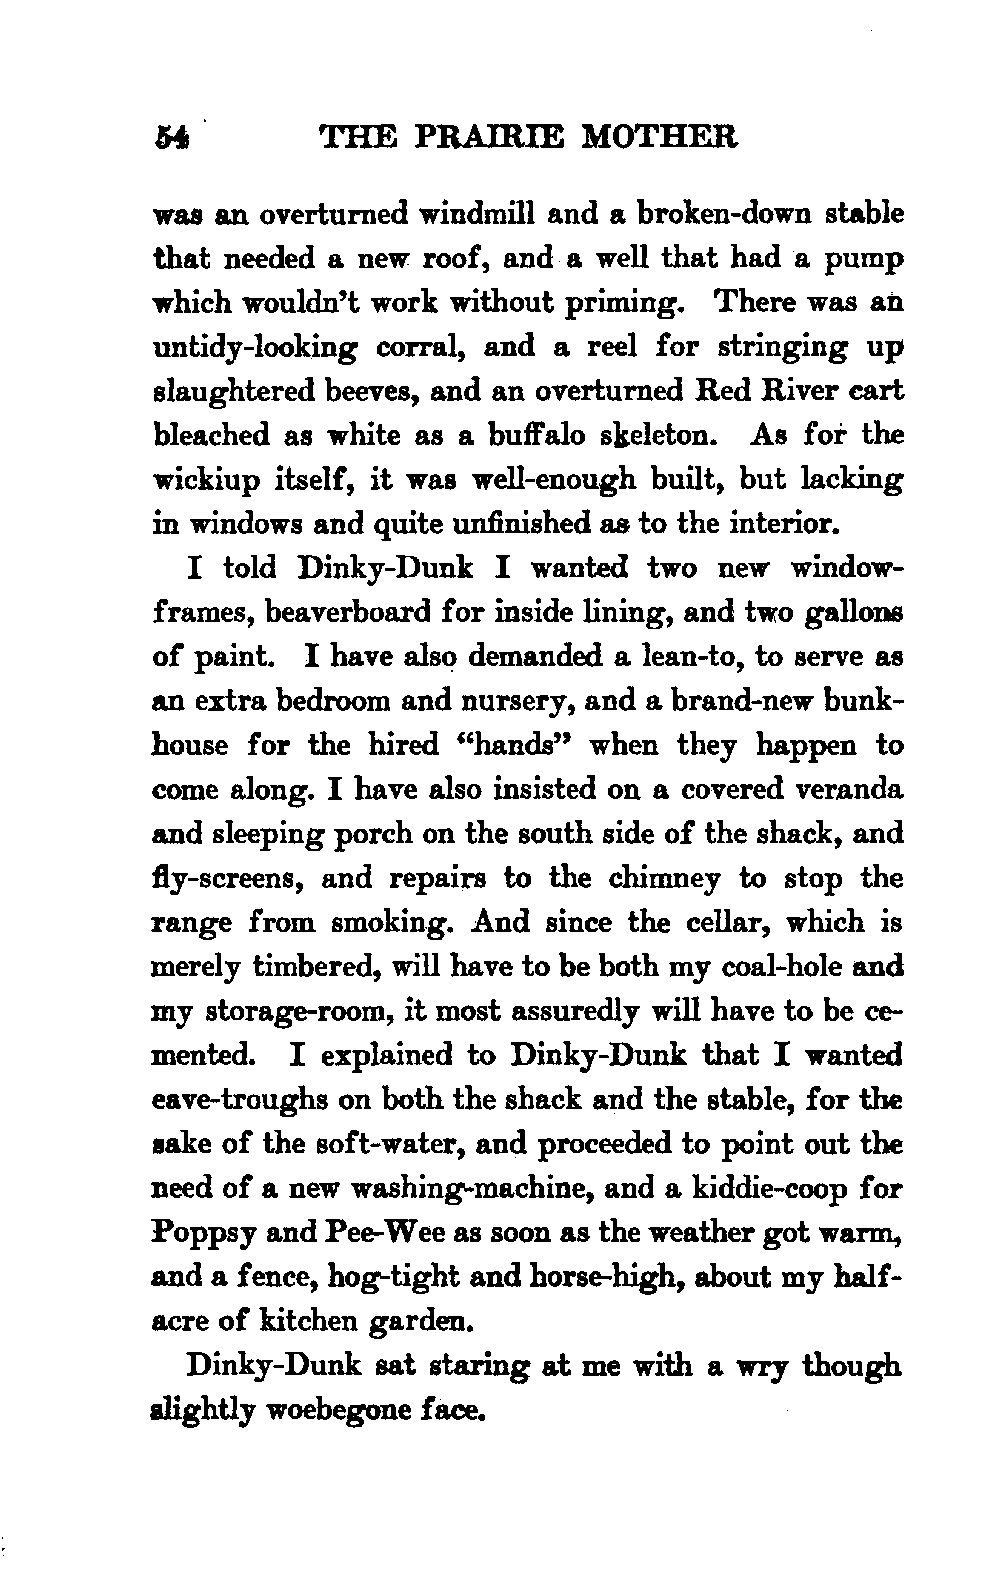 54 THE PRAIRIE MOTHER
was an overturned windmill and a broken-down stable
that needed a new roof, and a well that had a pump
which wouldn't work without priming. There was an
untidy-looking corral, and a reel for stringing up
slaughtered beeves, and an overturned Red River cart
bleached as white as a buffalo skeleton. As for the
wickiup itself, it was well-enough built, but lacking
in windows and quite unfinished as to the interior.
I told Dinky-Dunk I wanted two new window-
frames, beaverboard for inside lining, and two gallons
of paint. I have also demanded a lean-to, to serve as
an extra bedroom and nursery, and a brand-new bunk-
house for the hired “hands” when they happen to
come along. I have also insisted on a covered veranda
and sleeping porch on the south side of the shack, and
fly-screens, and repairs to the chimney to stop the
range from smoking. And since the cellar, which is
merely timbered, will have to be both my coal-hole and
my storage-room, it most assuredly will have to be ce-
mented. I explained to Dinky-Dunk that I wanted
eave-troughs on both the shack and the stable, for the
sake of the soft-water, and proceeded to point out the
need of a new washing-machine, and a kiddie-coop for
Poppsy and Pee-Wee as soon as the weather got warm,
and a fence, hog-tight and horse-high, about my half-
acre of kitchen garden.
Dinky-Dunk sat staring at me with a wry though
slightly woebegone face.